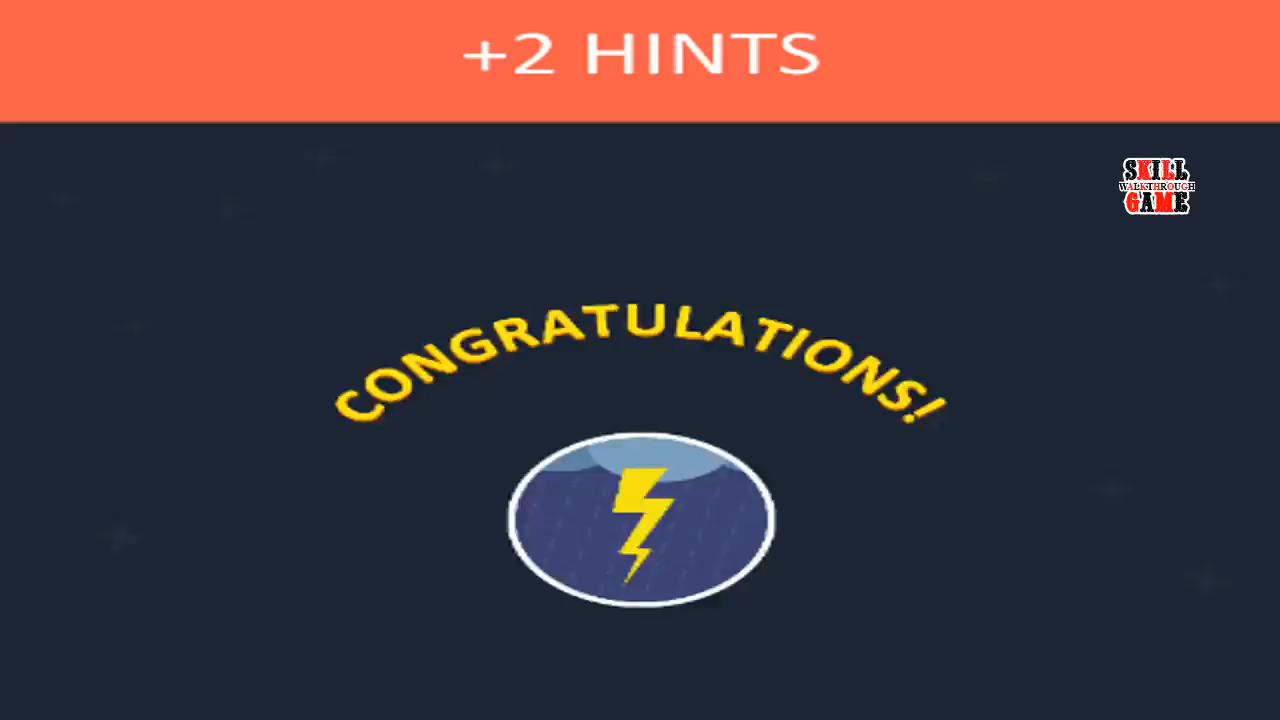 +2 HINTS
SKILL
WALKTHROUGH
GAME
CONGRATULATIONS!